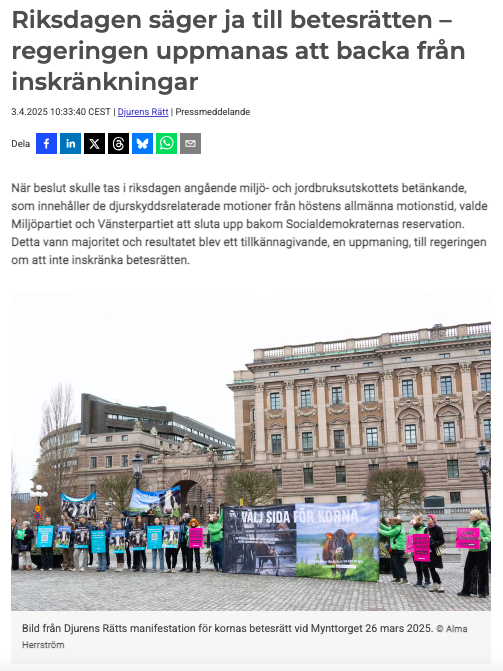 Riksdagen säger ja till betesrätten –
regeringen uppmanas att backa från
inskränkningar
3.4.2025 10:33:40 CEST | Djurens Rätt | Pressmeddelande
Dela
När beslut skulle tas i riksdagen angående miljö- och jordbruksutskottets betänkande,
som innehåller de djurskyddsrelaterade motioner från höstens allmänna motionstid, valde
Miljöpartiet och Vänsterpartiet att sluta upp bakom Socialdemokraternas reservation.
Detta vann majoritet och resultatet blev ett tillkännagivande, en uppmaning, till regeringen
om att inte inskränka betesrätten.
VÄLJ SIDA FÖR KORNA
Bild från Djurens Rätts manifestation för kornas betesrätt vid Mynttorget 26 mars 2025. © Alma
Herrström